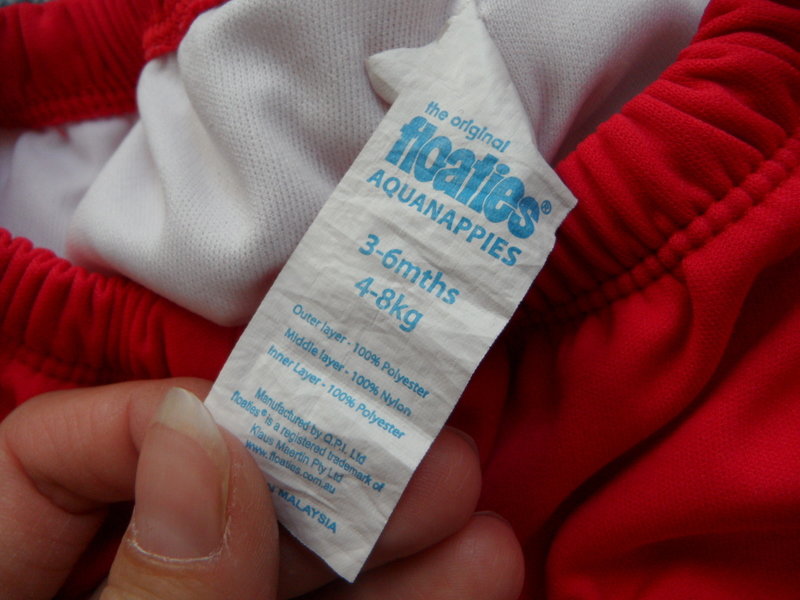 the original
floaties®
AQUANAPPIES
3-6mths
4-8kg
Outer layer - 100% Polyester
Middle layer - 100% Nylon
Inner Layer - 100% Polyester
Manufactured by Q.P.I. Ltd
floaties® is a registered trademark of
Klaus Maertin Pty Ltd
www.floaties.com.au
MALAYSIA